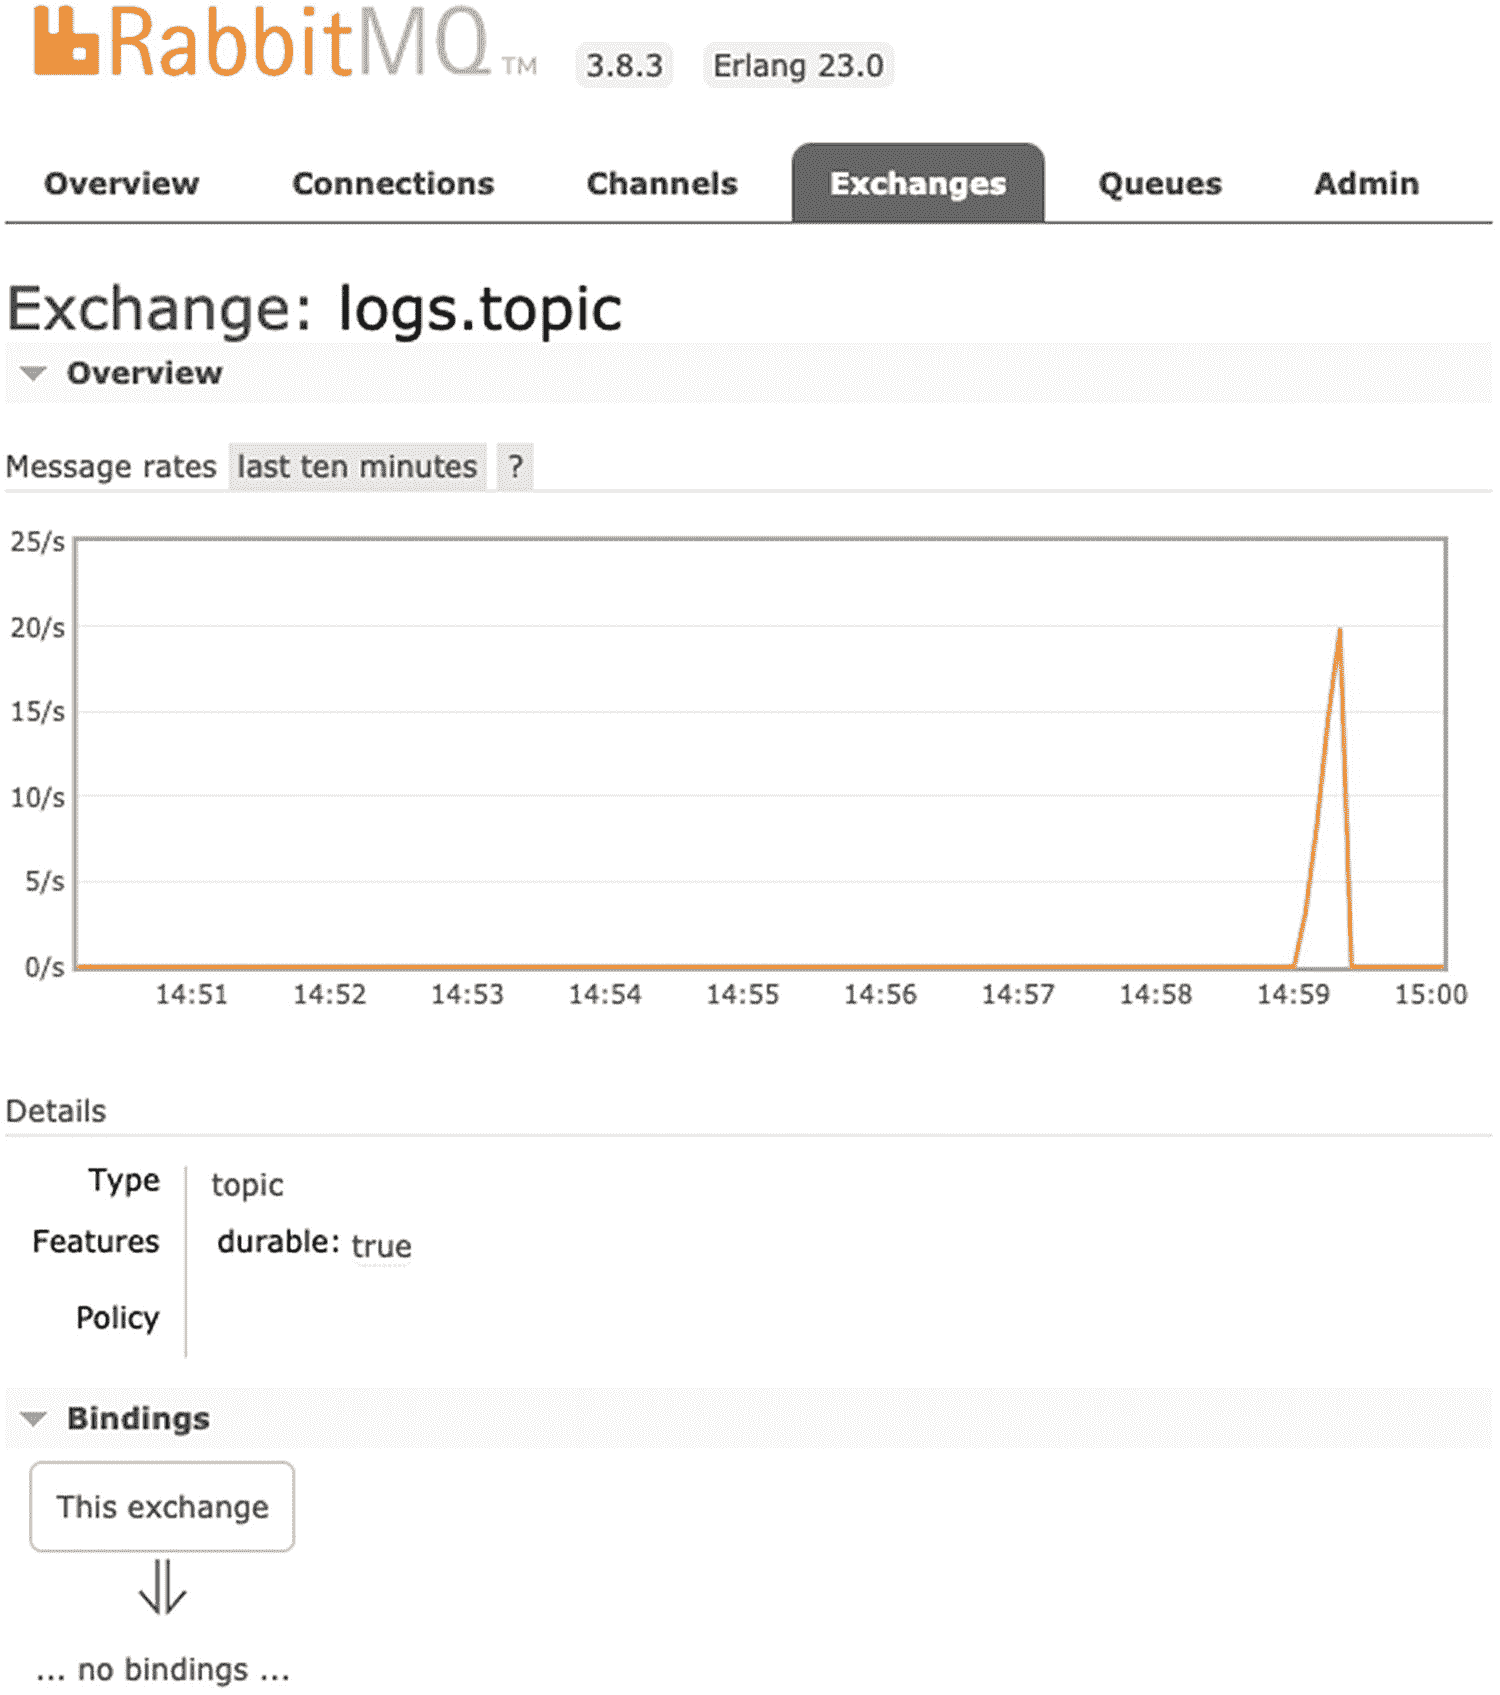 RabbitMQ TM 3.8.3 Erlang 23.0
Overview Connections Channels Exchanges Queues Admin
Exchange: logs.topic
Overview
Message rates last ten minutes ?
25/s
20/s
15/s
10/s
5/s
0/s
14:51 14:52 14:53 14:54 14:55 14:56 14:57 14:58 14:59 15:00
Details
Type topic
Features durable: true
Policy
Bindings
This exchange
... no bindings ...